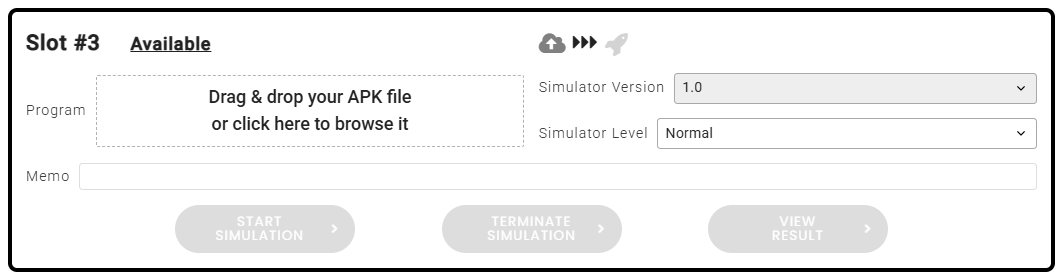 Slot #3 Available
Program
Drag & drop your APK file
or click here to browse it
Simulator Version 1.0
Simulator Level Normal
Memo
START
SIMULATION
TERMINATE
SIMULATION
VIEW
RESULT